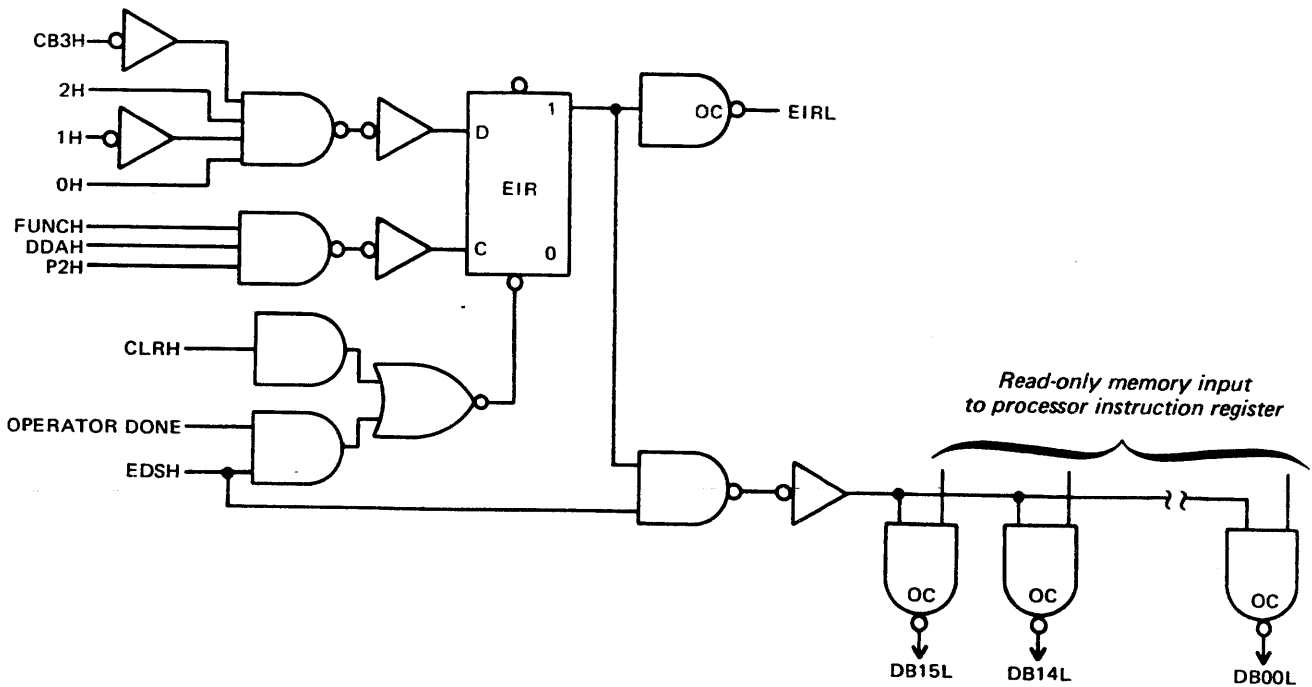 CB3H
2H
1H
0H
FUNCH
DDAH
P2H
CLRH
OPERATOR DONE
EDSH
D
1
EIR
C
0
OC
EIRL
Read-only memory input
to processor instruction register
OC
OC
OC
DB15L
DB14L
DB00L